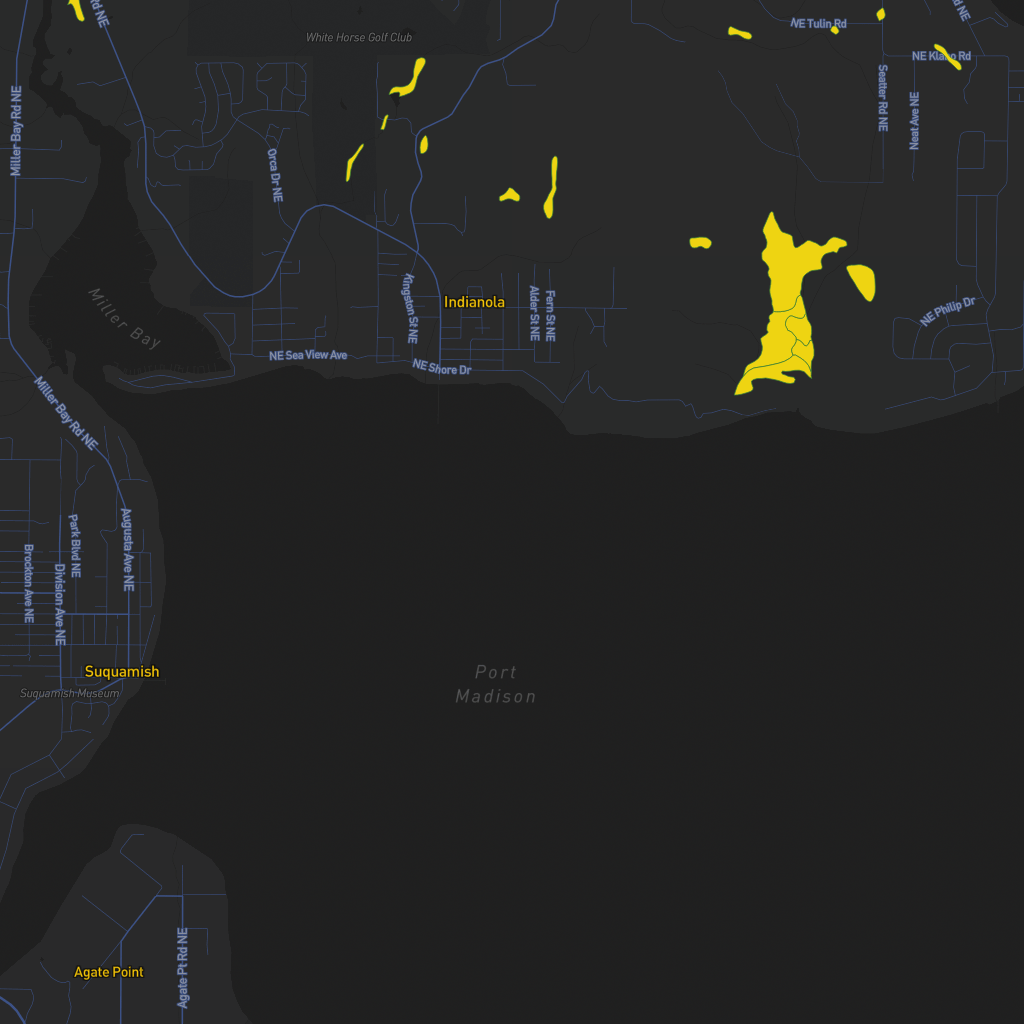 Rd NE
NE Tulin Rd
White Horse Golf Club
NE Klabo Rd
Seatter Rd NE
Neat Ave NE
Miller Bay Rd NE
Orca Dr NE
Kingston St NE
Indianola
Alder St NE
Fern St NE
NE Philip Dr
Miller Bay
NE Sea View Ave
NE Shore Dr
Miller Bay Rd NE
Park Blvd NE
Augusta Ave NE
Brockton Ave NE
Division Ave NE
Suquamish
Suquamish Museum
Port
Madison
Agate Pt Rd NE
Agate Point